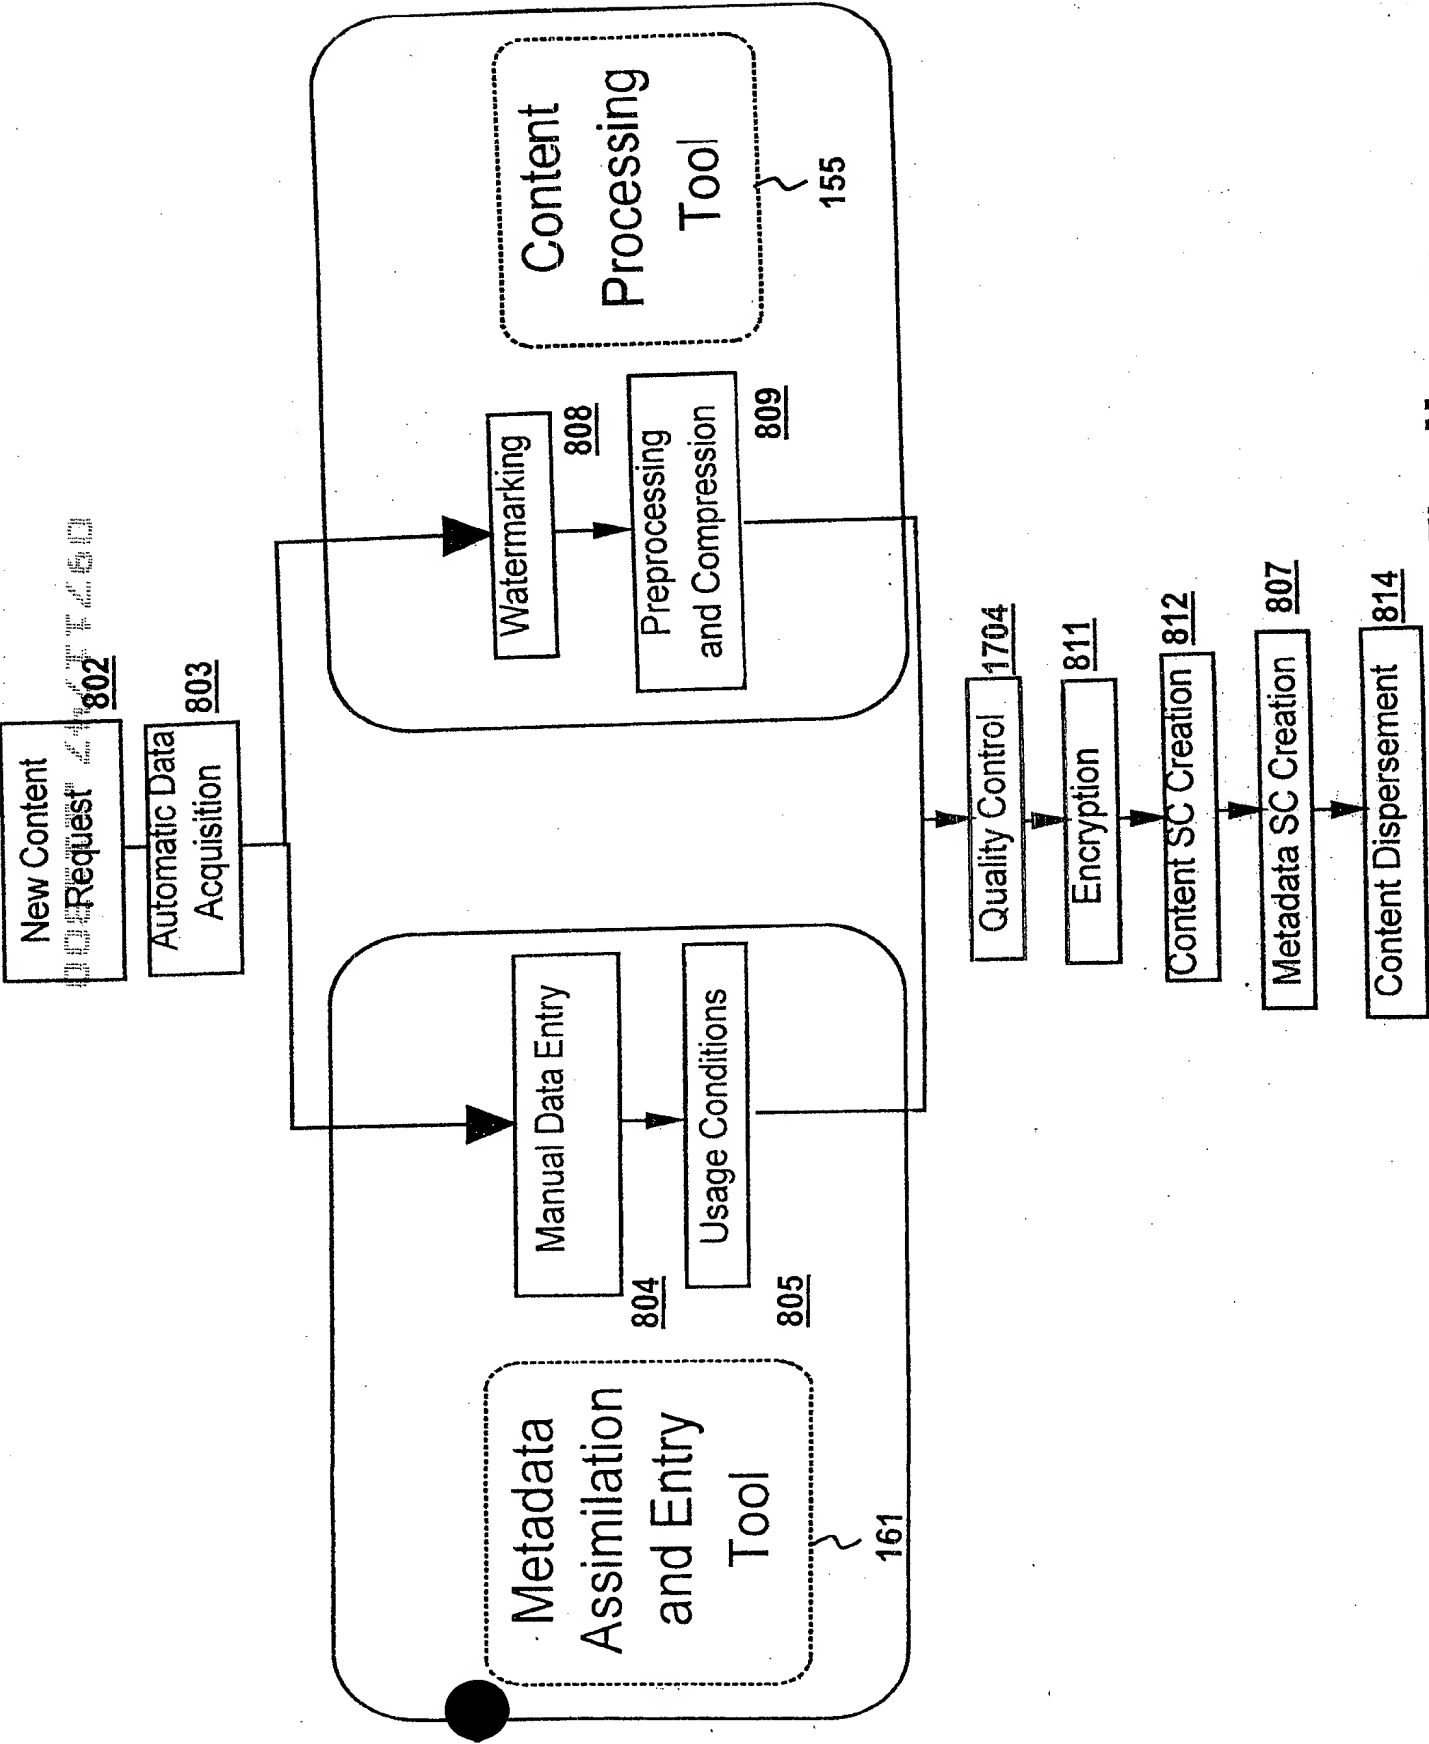 New Content
Request
802
Automatic Data
Acquisition
803
Metadata
Assimilation
and Entry
Tool
161
Manual Data Entry
804
Usage Conditions
805
Watermarking
808
Preprocessing
and Compression
809
Content
Processing
Tool
155
Quality Control
1704
Encryption
811
Content SC Creation
812
Metadata SC Creation
807
Content Dispersement
814